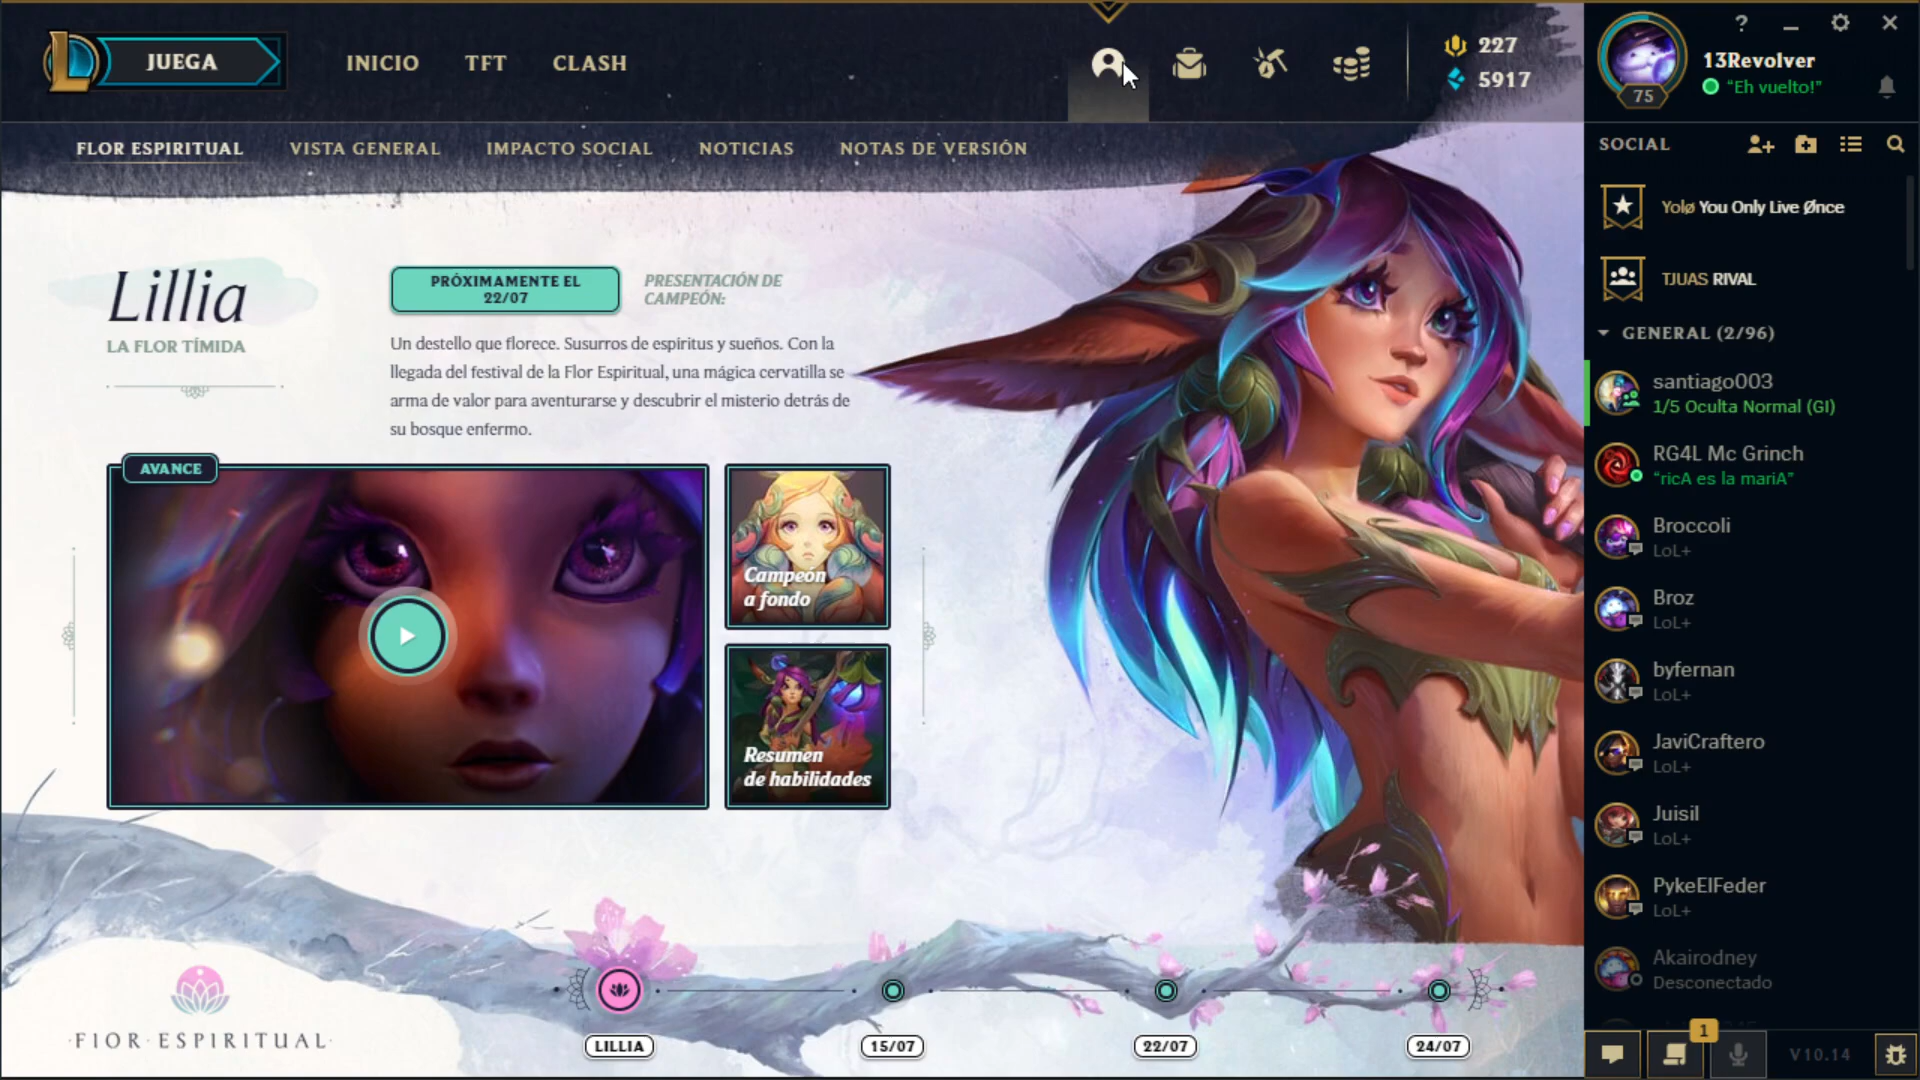 JUEGA
INICIO
TFT
CLASH
227
5917
?
75
13Revolver
“Eh vuelto!”
FLOR ESPIRITUAL
VISTA GENERAL
IMPACTO SOCIAL
NOTICIAS
NOTAS DE VERSIÓN
SOCIAL
Yolø You Only Live Ønce
TJUAS RIVAL
GENERAL (2/96)
santiago003
1/5 Oculta Normal (GI)
RG4L Mc Grinch
“ricA es la mariA”
Broccoli
LoL+
Broz
LoL+
byfernan
LoL+
JaviCraftero
LoL+
Juisil
LoL+
PykeElFeder
LoL+
Akairodney
Desconectado
1
V10.14
Lillia
LA FLOR TÍMIDA
PRÓXIMAMENTE EL
22/07
PRESENTACIÓN DE
CAMPEÓN:
Un destello que florece. Susurros de espíritus y sueños. Con la
llegada del festival de la Flor Espiritual, una mágica cervatilla se
arma de valor para aventurarse y descubrir el misterio detrás de
su bosque enfermo.
AVANCE
Campeón
a fondo
Resumen
de habilidades
FLOR ESPIRITUAL
LILLIA
15/07
22/07
24/07